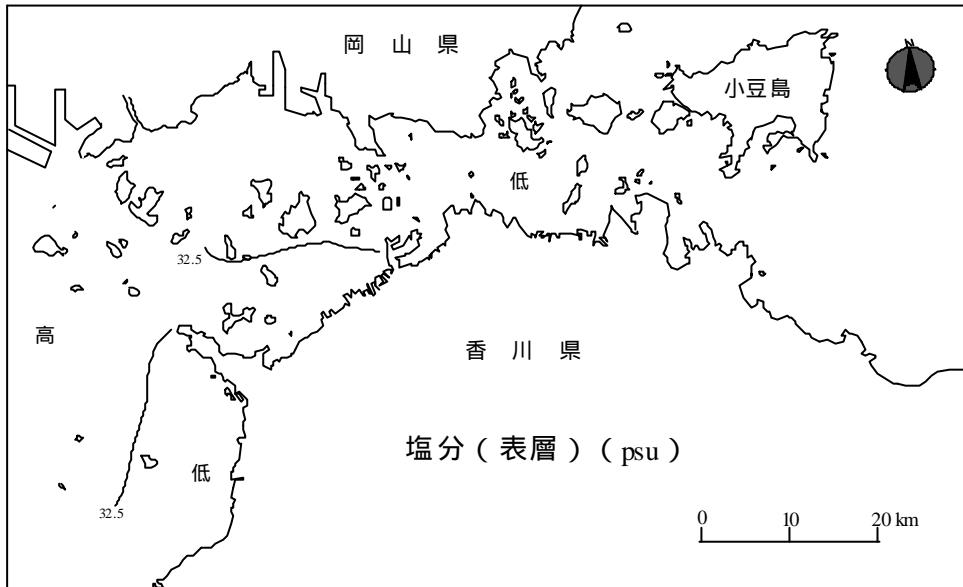 岡 山 県
N
小豆島
低
32.5
高
香 川 県
塩分（表層）（psu）
低
32.5
0 10 20 km